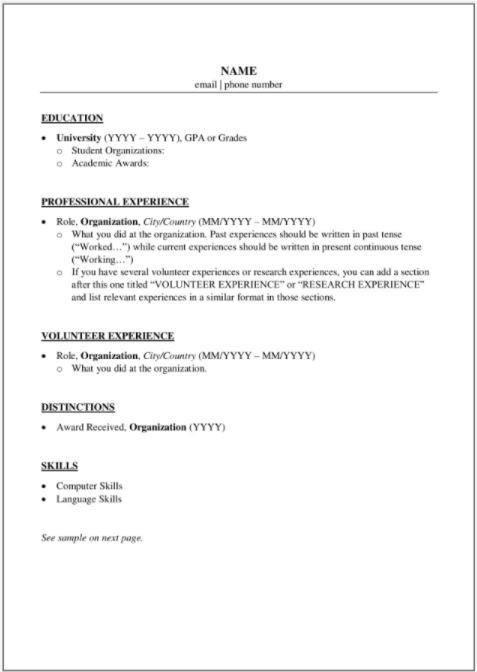 NAME
email | phone number
EDUCATION
• University (YYYY – YYYY), GPA or Grades
o Student Organizations:
o Academic Awards:
PROFESSIONAL EXPERIENCE
• Role, Organization, City/Country (MM/YYYY – MM/YYYY)
o What you did at the organization. Past experiences should be written in past tense
(“Worked…”) while current experiences should be written in present continuous tense
(“Working…”)
o If you have several volunteer experiences or research experiences, you can add a section
after this one titled “VOLUNTEER EXPERIENCE” or “RESEARCH EXPERIENCE”
and list relevant experiences in a similar format in those sections.
VOLUNTEER EXPERIENCE
• Role, Organization, City/Country (MM/YYYY – MM/YYYY)
o What you did at the organization.
DISTINCTIONS
• Award Received, Organization (YYYY)
SKILLS
• Computer Skills
• Language Skills
See sample on next page.